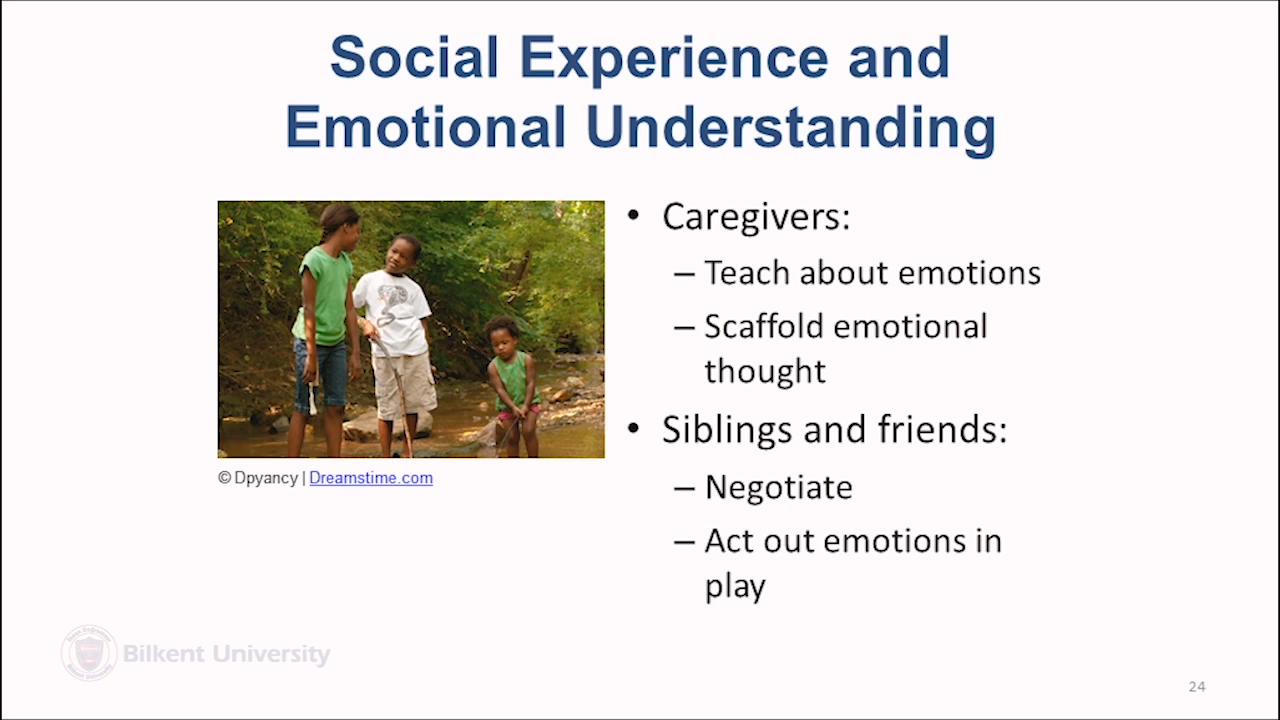 Social Experience and
Emotional Understanding
• Caregivers:
– Teach about emotions
– Scaffold emotional
thought
• Siblings and friends:
– Negotiate
– Act out emotions in
play
© Dpyancy | Dreamstime.com
Bilkent University
24